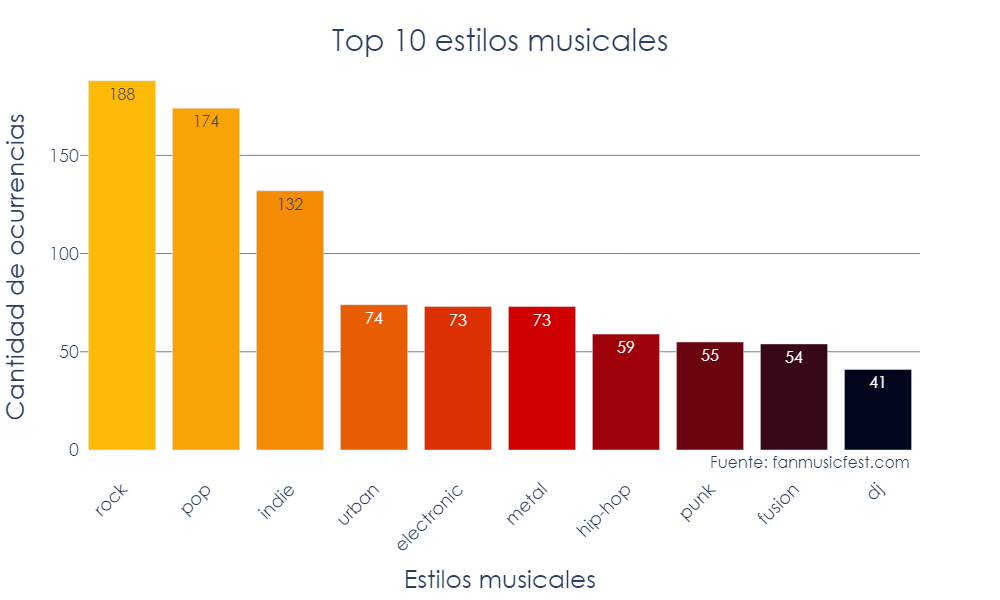 Top 10 estilos musicales
Cantidad de ocurrencias
150
100
50
0
188
174
132
74
73
73
59
55
54
41
Fuente: fanmusicfest.com
rock
pop
indie
urban
electronic
metal
hip-hop
punk
fusion
dj
Estilos musicales